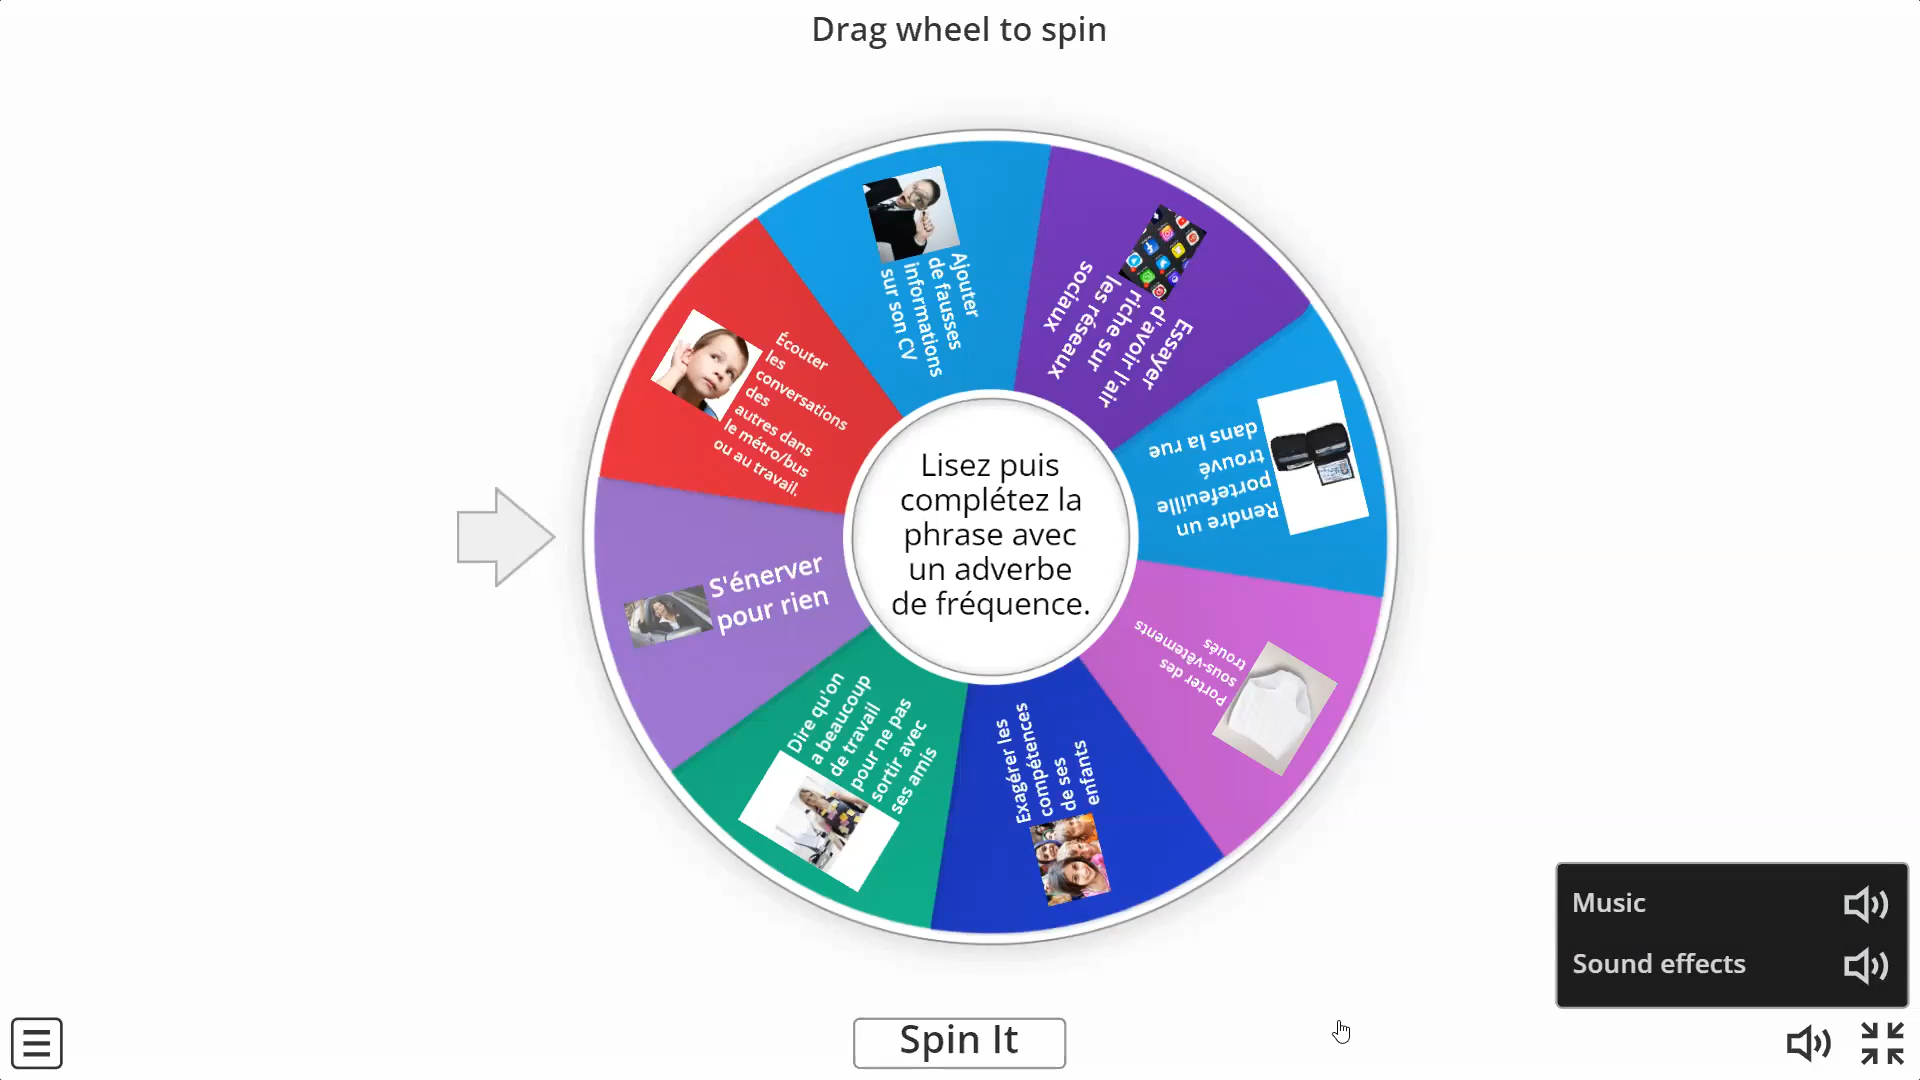 Drag wheel to spin
Ajouter
de fausses
informations
sur son CV
Essayer
d'avoir l'air
riche sur
les réseaux
sociaux
Rendre un
portefeuille
trouvé
dans la rue
Porter des
sous-vêtements
troués
Exagérer les
compétences
de ses
enfants
Dire qu'on
a beaucoup
de travail
pour ne pas
sortir avec
ses amis
S'énerver
pour rien
Écouter
les
conversations
des
autres dans
le métro/bus
ou au travail.
Lisez puis
complétez la
phrase avec
un adverbe
de fréquence.
Music
Sound effects
Spin It